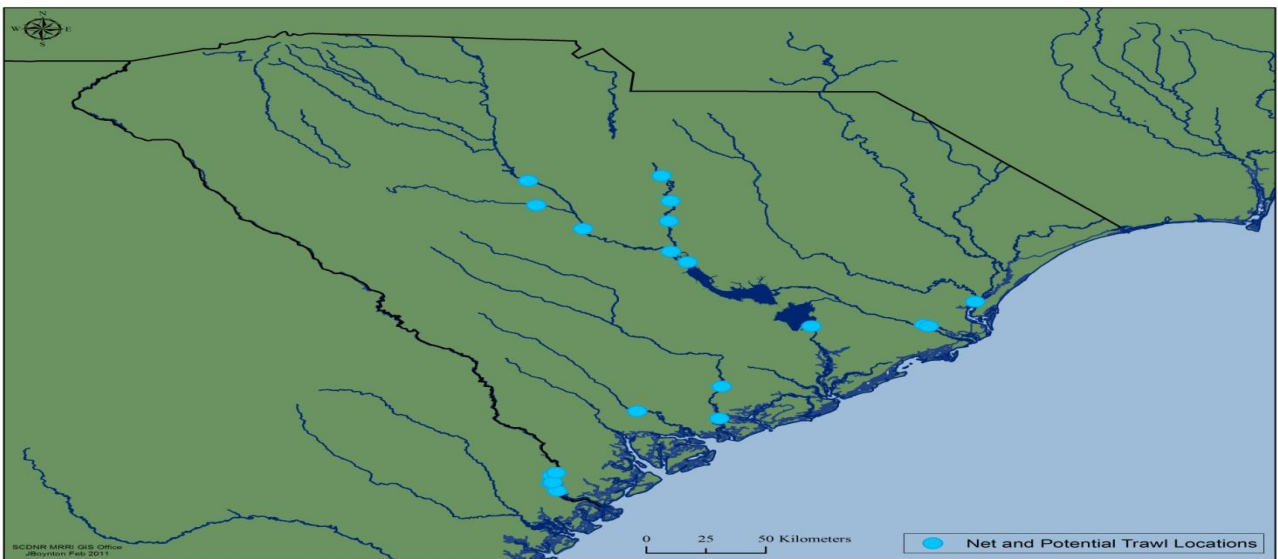 N
W E
S
SCDNR MRRI GIS Office
JBoynton Feb 2011
0 25 50 Kilometers
Net and Potential Trawl Locations